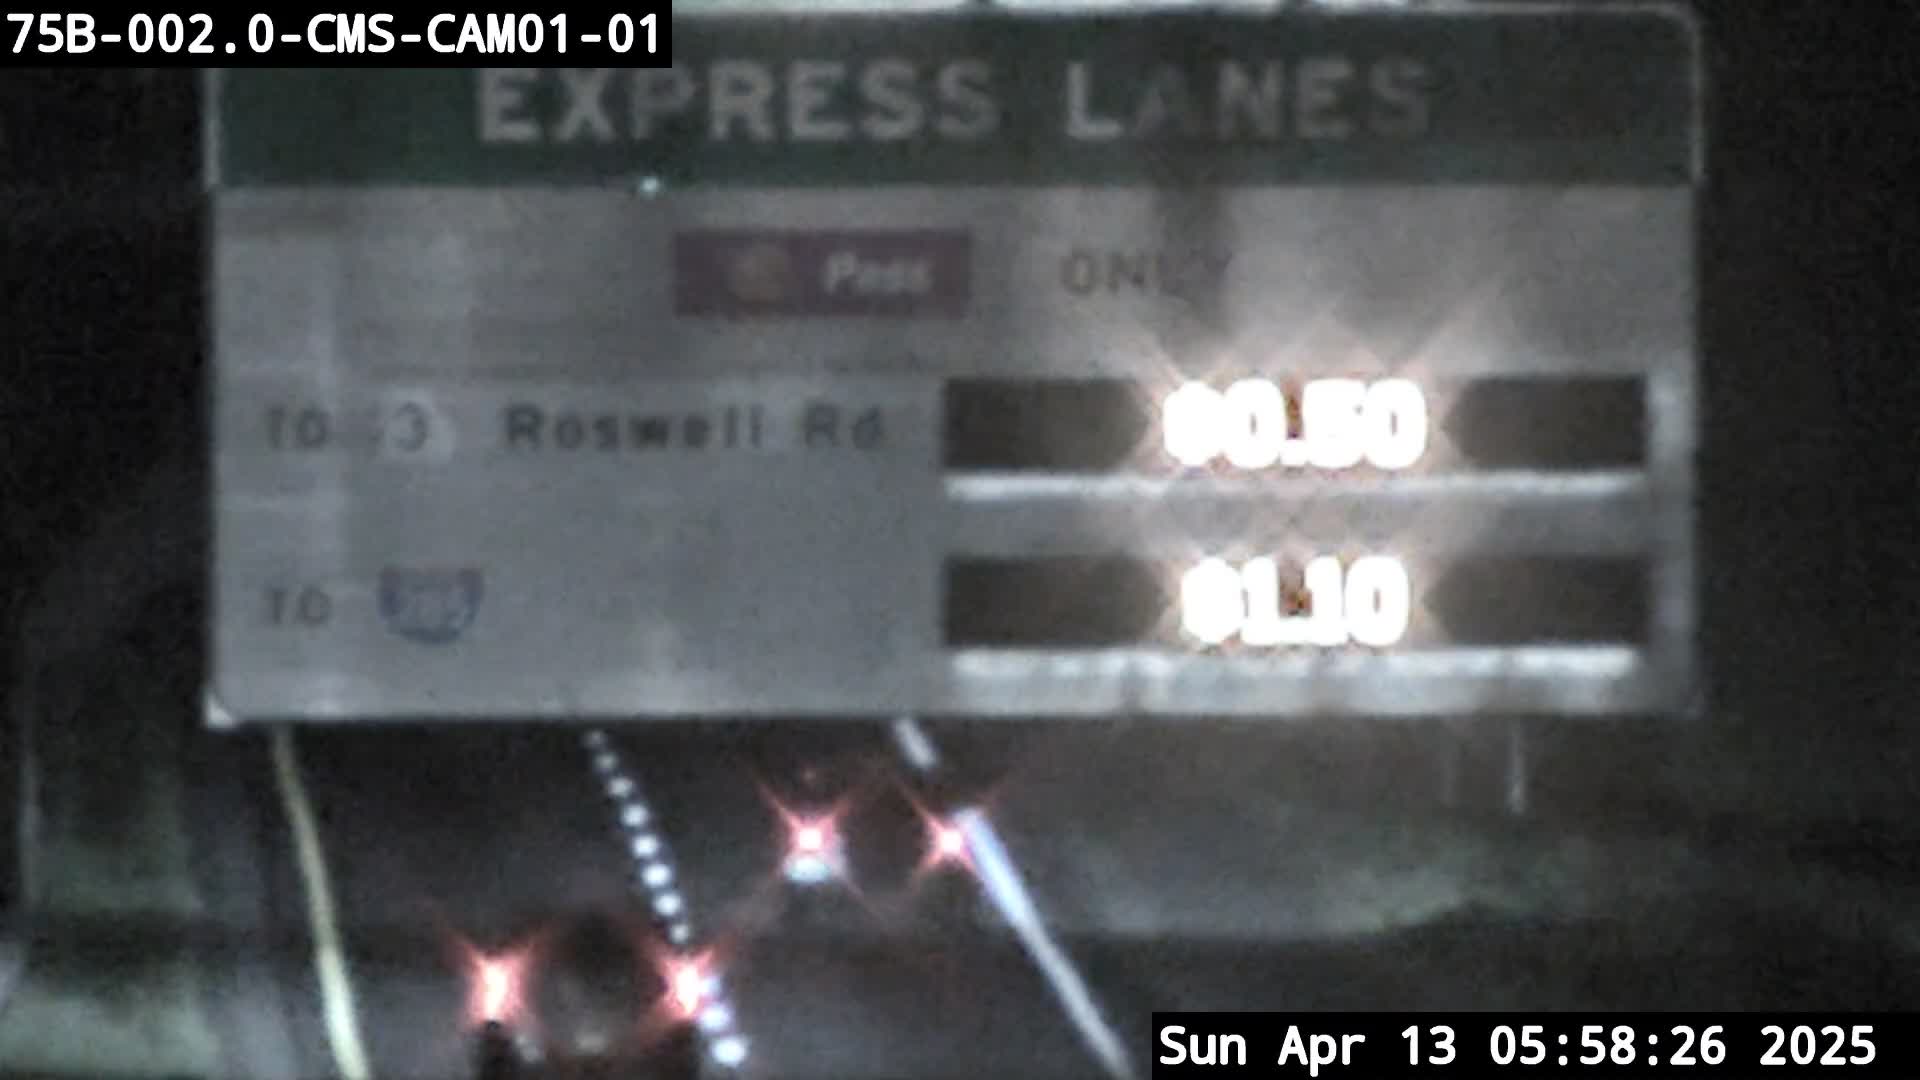 75B-002.0-CMS-CAM01-01
EXPRESS LANES
Pass ONLY
TO 3 Roswell Rd $0.50
TO $1.10
Sun Apr 13 05:58:26 2025